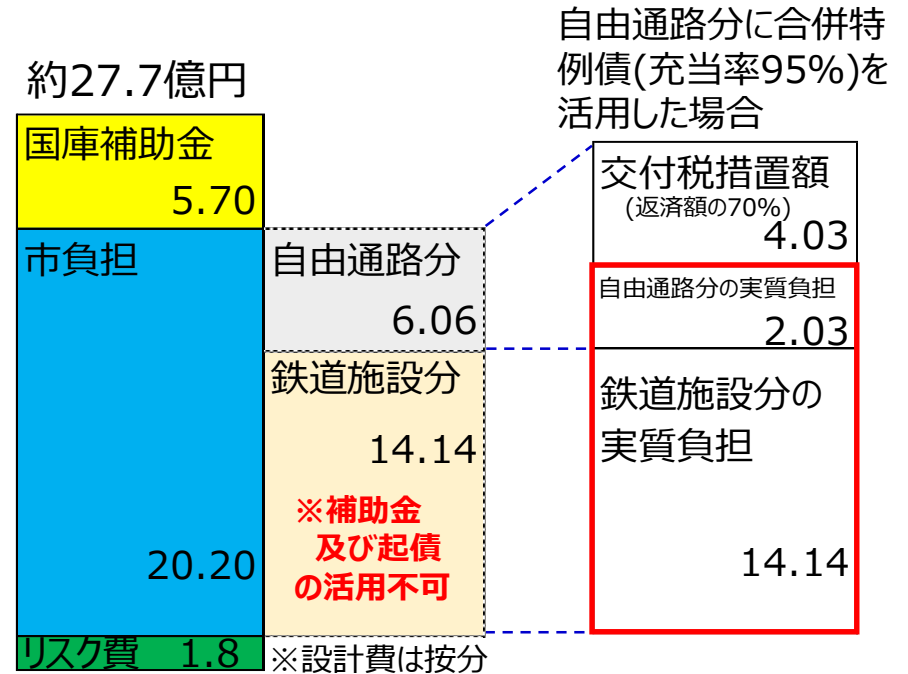 約27.7億円
国庫補助金
5.70
市負担
20.20
リスク費 1.8
自由通路分
6.06
鉄道施設分
14.14
※補助金
及び起債
の活用不可
※設計費は按分
自由通路分に合併特
例債(充当率95%)を
活用した場合
交付税措置額
(返済額の70%)
4.03
自由通路分の実質負担
2.03
鉄道施設分の
実質負担
14.14